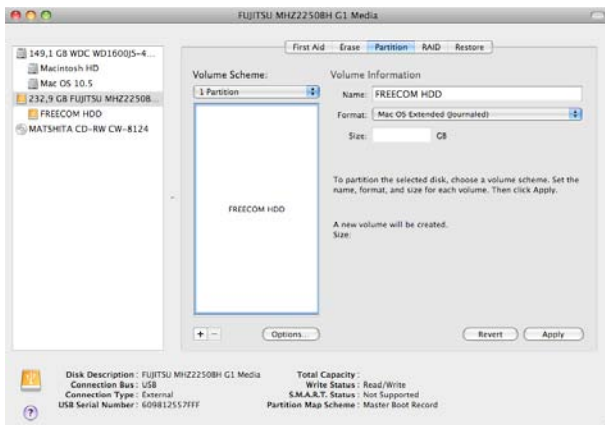 FUJITSU MHZ2250BH G1 Media
149,1 GB WDC WD1600JS-4...
Macintosh HD
Mac OS 10.5
232,9 GB FUJITSU MHZ2250B...
FREECOM HDD
MATSHITA CD-RW CW-8124
First Aid Erase Partition RAID Restore
Volume Scheme:
1 Partition
FREECOM HDD
+ -
Options...
Volume Information
Name: FREECOM HDD
Format: Mac OS Extended (Journaled)
Size: GB
To partition the selected disk, choose a volume scheme. Set the
name, format, and size for each volume. Then click Apply.
A new volume will be created.
Size:
Revert Apply
Disk Description : FUJITSU MHZ2250BH G1 Media
Connection Bus : USB
Connection Type : External
USB Serial Number : 609812557FFF
Total Capacity :
Write Status : Read/Write
S.M.A.R.T. Status : Not Supported
Partition Map Scheme : Master Boot Record
?